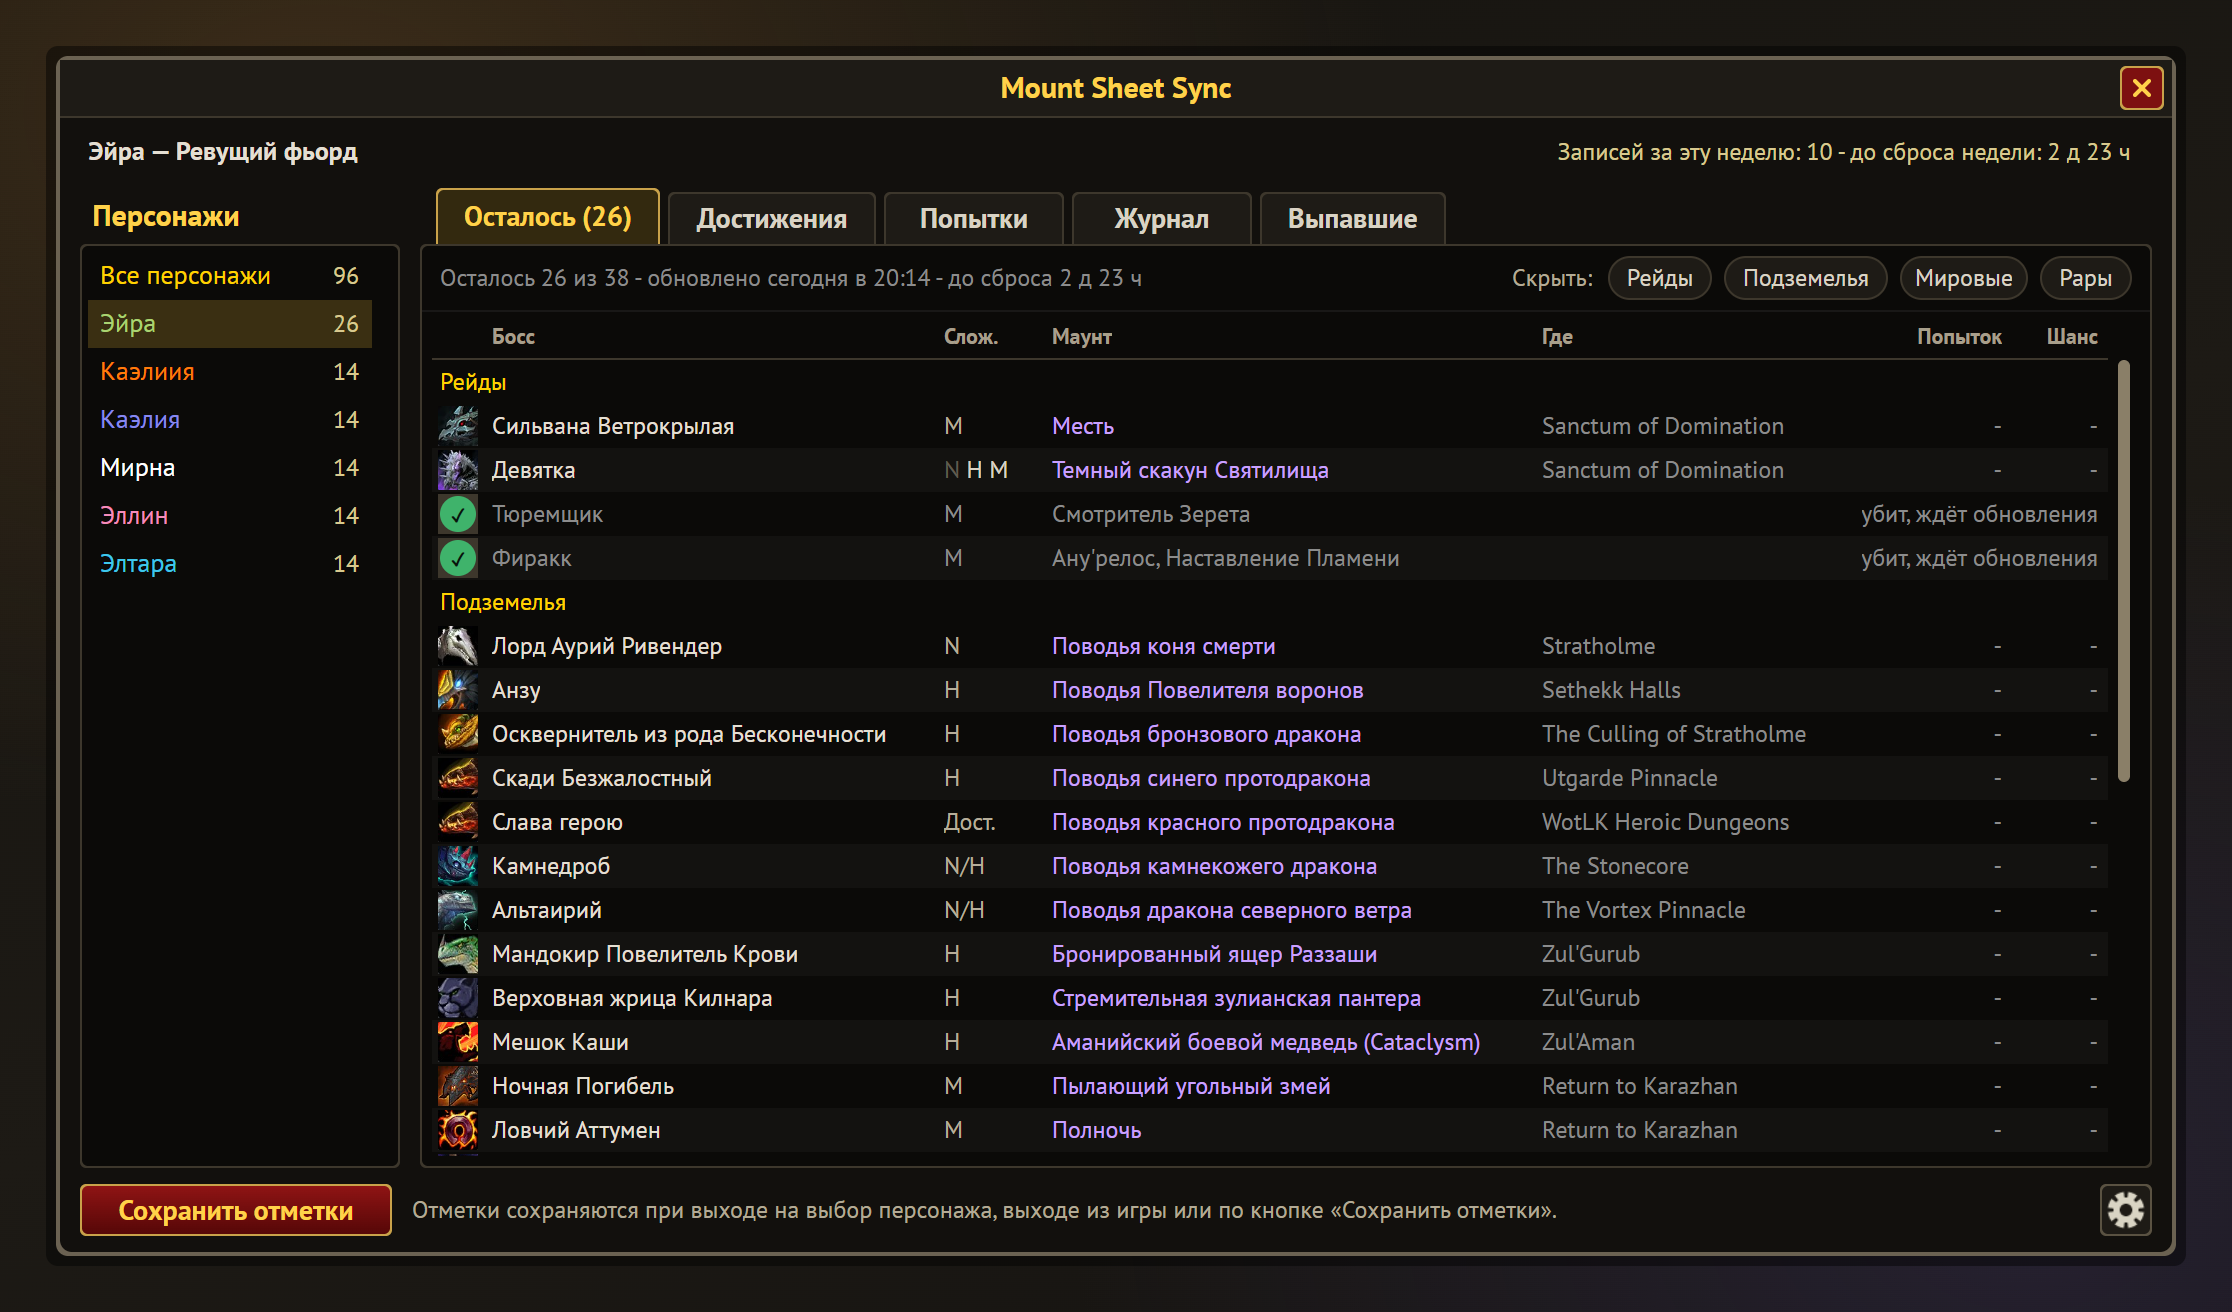 Mount Sheet Sync
Эйра — Ревущий фьорд
Записей за эту неделю: 10 - до сброса недели: 2 д 23 ч
Персонажи
Все персонажи 96
Эйра 26
Каэлиия 14
Каэлия 14
Мирна 14
Эллин 14
Элтара 14
Осталось (26) Достижения Попытки Журнал Выпавшие
Осталось 26 из 38 - обновлено сегодня в 20:14 - до сброса 2 д 23 ч
Скрыть: Рейды Подземелья Мировые Рары
Босс Слож. Маунт Где Попыток Шанс
Рейды
Сильвана Ветрокрылая M Месть Sanctum of Domination - -
Девятка N H M Темный скакун Святилища Sanctum of Domination - -
Тюремщик M Смотритель Зерета убит, ждёт обновления
Фиракк M Ану'релос, Наставление Пламени убит, ждёт обновления
Подземелья
Лорд Аурий Ривендер N Поводья коня смерти Stratholme - -
Анзу H Поводья Повелителя воронов Sethekk Halls - -
Осквернитель из рода Бесконечности H Поводья бронзового дракона The Culling of Stratholme - -
Скади Безжалостный H Поводья синего протодракона Utgarde Pinnacle - -
Слава герою Дост. Поводья красного протодракона WotLK Heroic Dungeons - -
Камнедроб N/H Поводья камнекожего дракона The Stonecore - -
Альтаирий N/H Поводья дракона северного ветра The Vortex Pinnacle - -
Мандокир Повелитель Крови H Бронированный ящер Раззаши Zul'Gurub - -
Верховная жрица Килнара H Стремительная зулианская пантера Zul'Gurub - -
Мешок Каши H Аманийский боевой медведь (Cataclysm) Zul'Aman - -
Ночная Погибель M Пылающий угольный змей Return to Karazhan - -
Ловчий Аттумен M Полночь Return to Karazhan - -
Сохранить отметки
Отметки сохраняются при выходе на выбор персонажа, выходе из игры или по кнопке «Сохранить отметки».